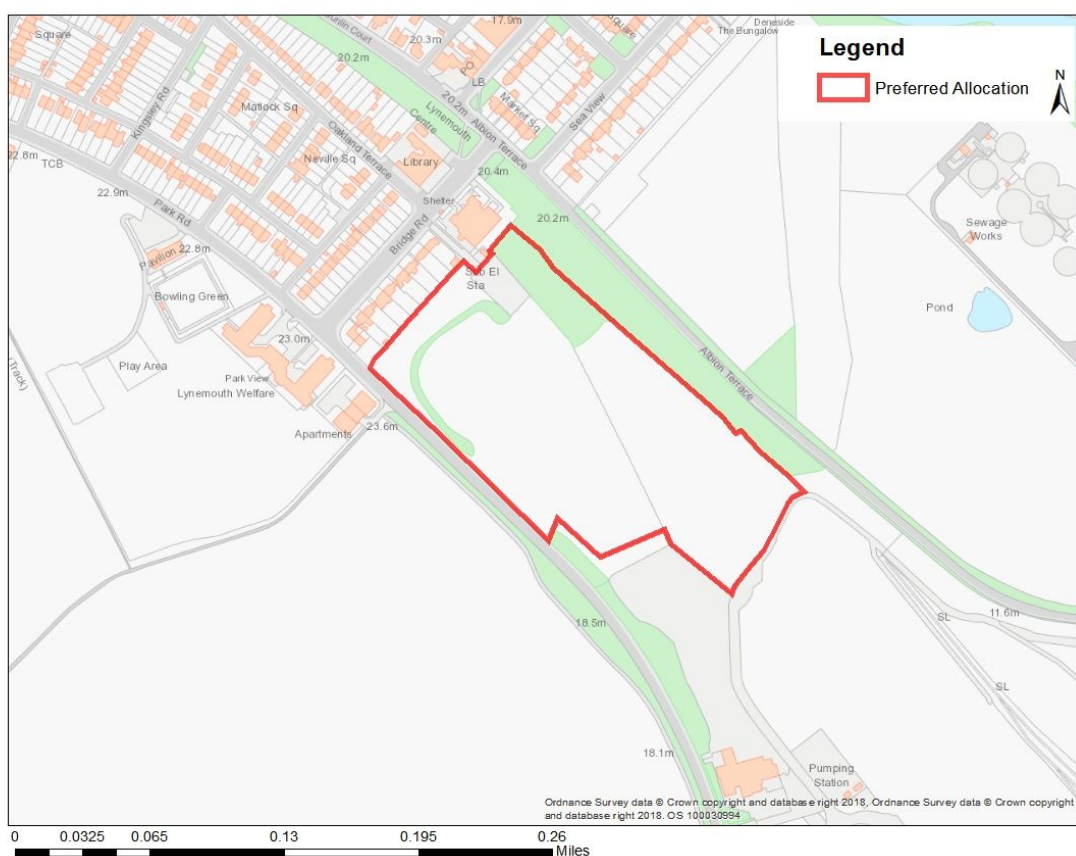 Legend
Preferred Allocation
N
Square
Kingsley Rd
Matlock Sq
Neville Sq
Oakland Terrace
20.2m
20.3m
17.9m
Square
Deneside
The Bungalow
PO
LB
20.2m
Market Sq
Sea View
Lynemouth
Centre
Albion Terrace
Library
20.4m
Shelter
20.2m
22.8m
TCB
22.9m
Park Rd
Bridge Rd
Pavilion
22.8m
Bowling Green
Sub El
Sta
Sewage
Works
Pond
23.0m
Play Area
Park View
Lynemouth Welfare
(Track)
Apartments
23.6m
Albion Terrace
18.5m
SL
11.6m
SL
18.1m
Pumping
Station
Ordnance Survey data © Crown copyright and database right 2018, Ordnance Survey data © Crown copyright
and database right 2018. OS 100030994
0 0.0325 0.065 0.13 0.195 0.26
Miles